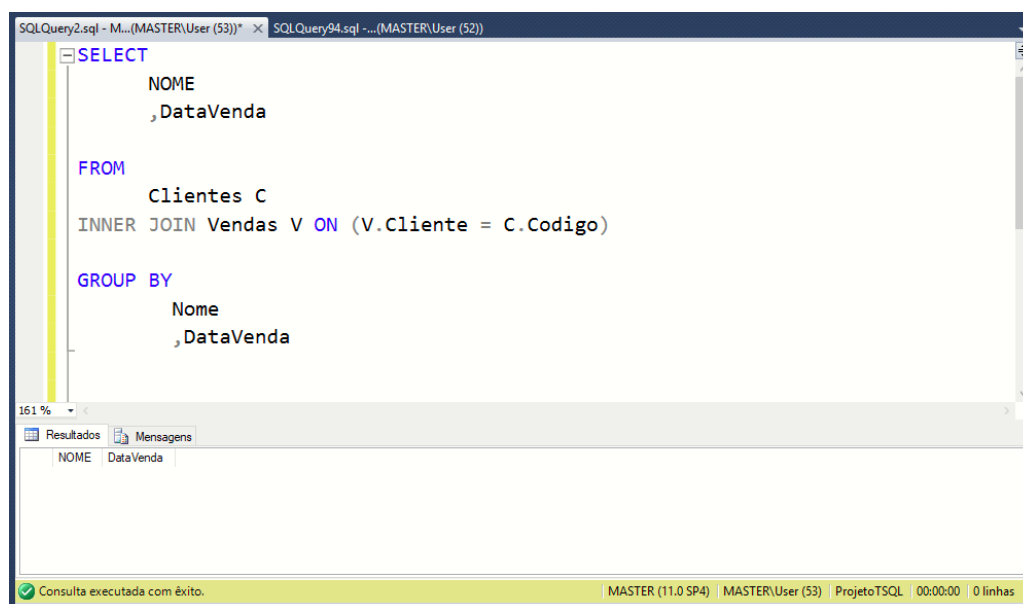 SQLQuery2.sql - M...(MASTER\User (53))* SQLQuery94.sql -...(MASTER\User (52))
SELECT
NOME
,DataVenda
FROM
Clientes C
INNER JOIN Vendas V ON (V.Cliente = C.Codigo)
GROUP BY
Nome
,DataVenda
161 %
Resultados Mensagens
NOME DataVenda
Consulta executada com êxito. MASTER (11.0 SP4) MASTER\User (53) ProjetoTSQL 00:00:00 0 linhas